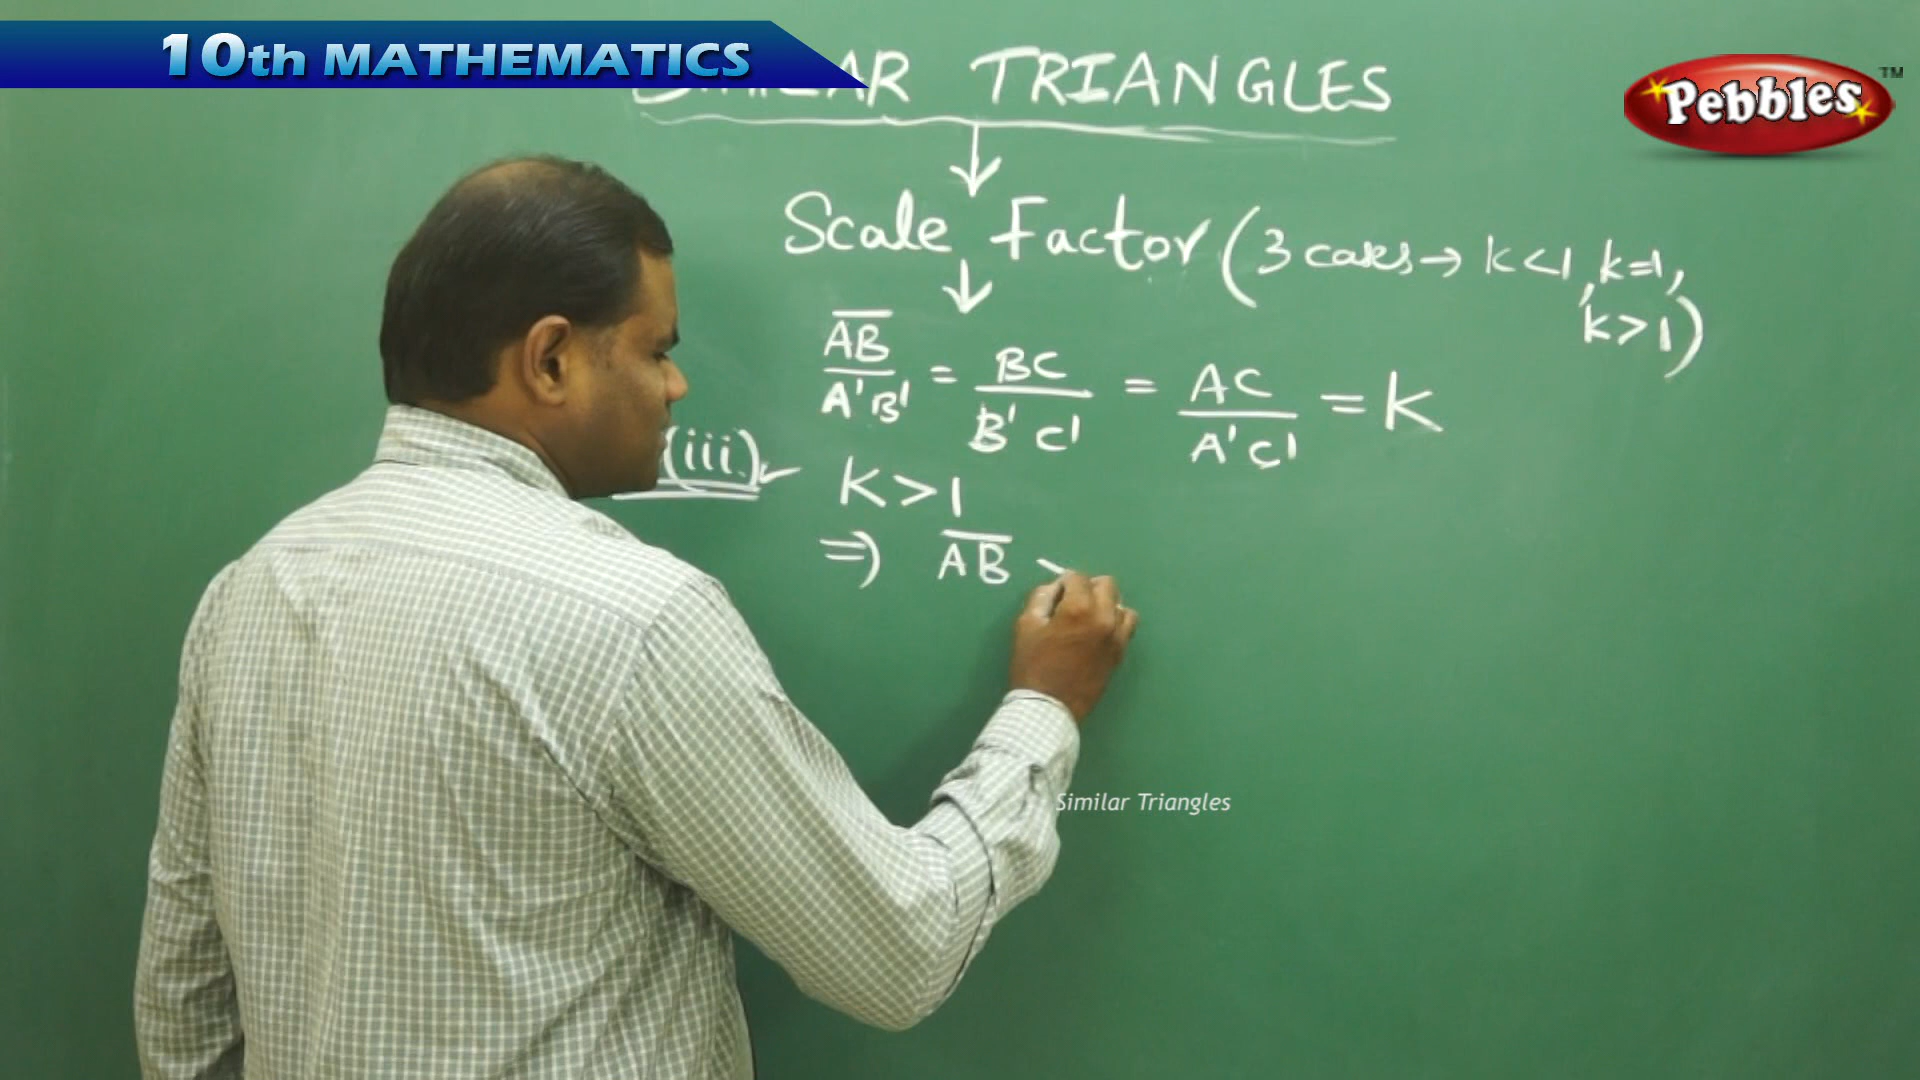 10th MATHEMATICS
Pebbles TM
TRIANGLES
Scale Factor (3 cases → k<1, k=1,
k>1)
AB/A'B' = BC/B'C' = AC/A'C' = K
(iii) K>1
⇒ AB >
Similar Triangles